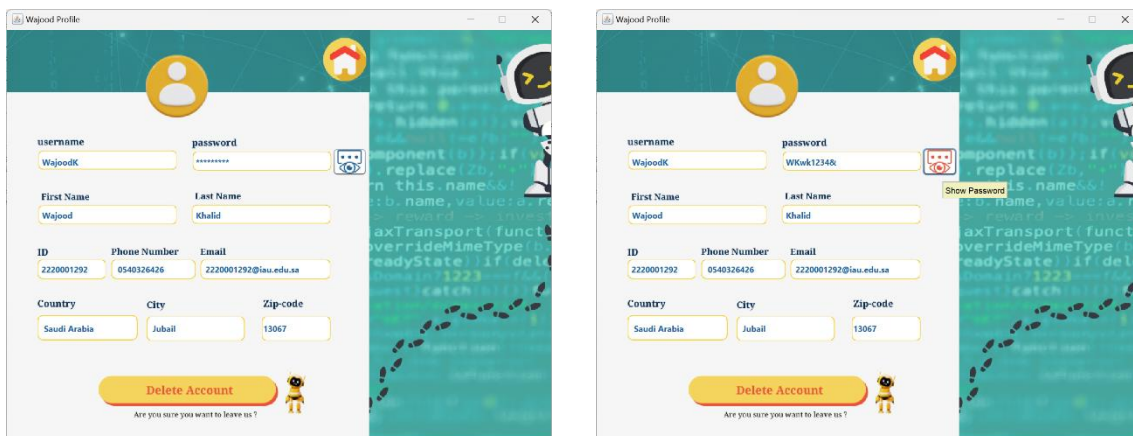 Wajood Profile
username password
WajoodK *********
First Name Last Name
Wajood Khalid
ID Phone Number Email
2220001292 0540326426 2220001292@iau.edu.sa
Country City Zip-code
Saudi Arabia Jubail 13067
Delete Account
Are you sure you want to leave us ?
Wajood Profile
username password
WajoodK WKwk1234&
Show Password
First Name Last Name
Wajood Khalid
ID Phone Number Email
2220001292 0540326426 2220001292@iau.edu.sa
Country City Zip-code
Saudi Arabia Jubail 13067
Delete Account
Are you sure you want to leave us ?